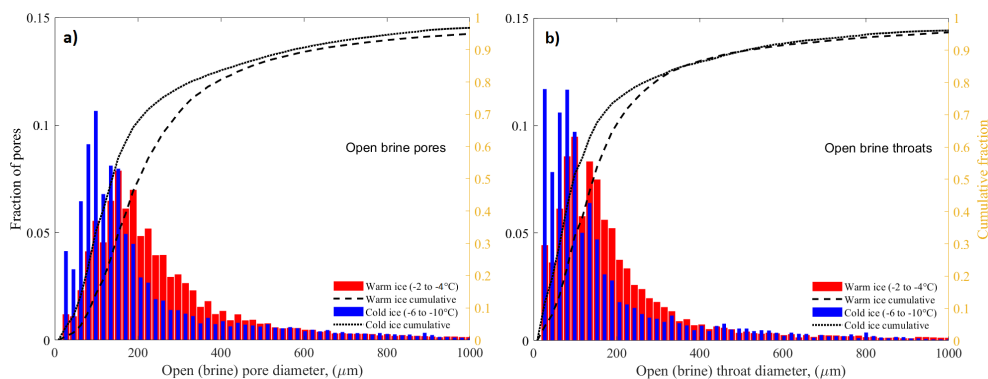 a)
Fraction of pores
0.15
0.1
0.05
0
1
0.9
0.8
0.7
0.6
0.5
0.4
0.3
0.2
0.1
0
Open brine pores
Warm ice (-2 to -4°C)
Warm ice cumulative
Cold ice (-6 to -10°C)
Cold ice cumulative
0
200
400
600
800
1000
Open (brine) pore diameter, (μm)
b)
0.15
0.1
0.05
0
1
0.9
0.8
0.7
0.6
0.5
0.4
0.3
0.2
0.1
0
Cumulative fraction
Open brine throats
Warm ice (-2 to -4°C)
Warm ice cumulative
Cold ice (-6 to -10°C)
Cold ice cumulative
0
200
400
600
800
1000
Open (brine) throat diameter, (μm)